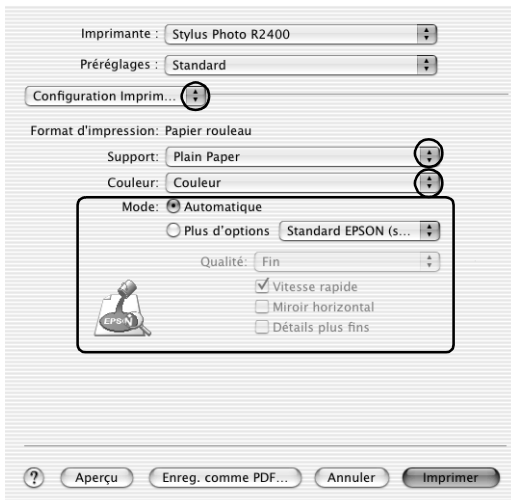 Imprimante : Stylus Photo R2400
Préréglages : Standard
Configuration Imprim...
Format d'impression: Papier rouleau
Support: Plain Paper
Couleur: Couleur
Mode: Automatique
Plus d'options Standard EPSON (s...
Qualité: Fin
Vitesse rapide
Miroir horizontal
Détails plus fins
EPSON
? Aperçu Enreg. comme PDF... Annuler Imprimer